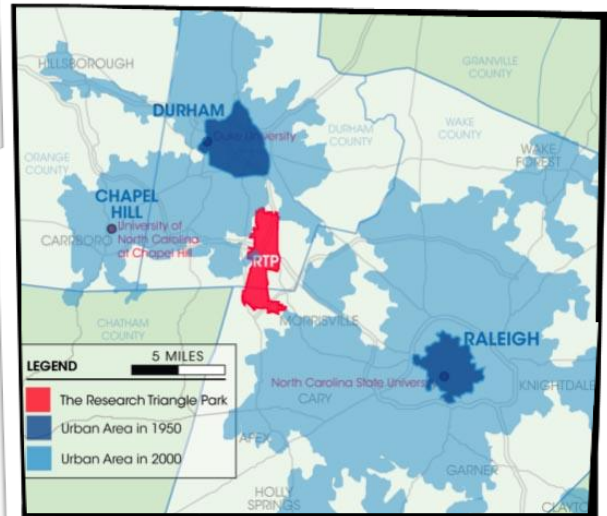 HILLSBOROUGH
GRANVILLE
COUNTY
DURHAM
Duke University
DURHAM
COUNTY
WAKE
COUNTY
WAKE
FOREST
ORANGE
COUNTY
CHAPEL
HILL
University of
North Carolina
at Chapel Hill
CARRBORO
RTP
CHATHAM
COUNTY
MORRISVILLE
RALEIGH
North Carolina State Universi
CARY
KNIGHTDALE
APEX
GARNER
HOLLY
SPRINGS
CLAYTO
LEGEND
5 MILES
The Research Triangle Park
Urban Area in 1950
Urban Area in 2000